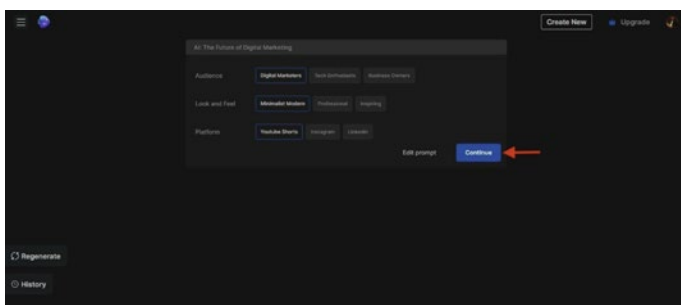 Create New
Upgrade
AI: The Future of Digital Marketing
Audience Digital Marketers Tech Enthusiasts Business Owners
Look and Feel Minimalist Modern Professional Inspiring
Platform Youtube Shorts Instagram LinkedIn
Edit prompt Continue
Regenerate
History